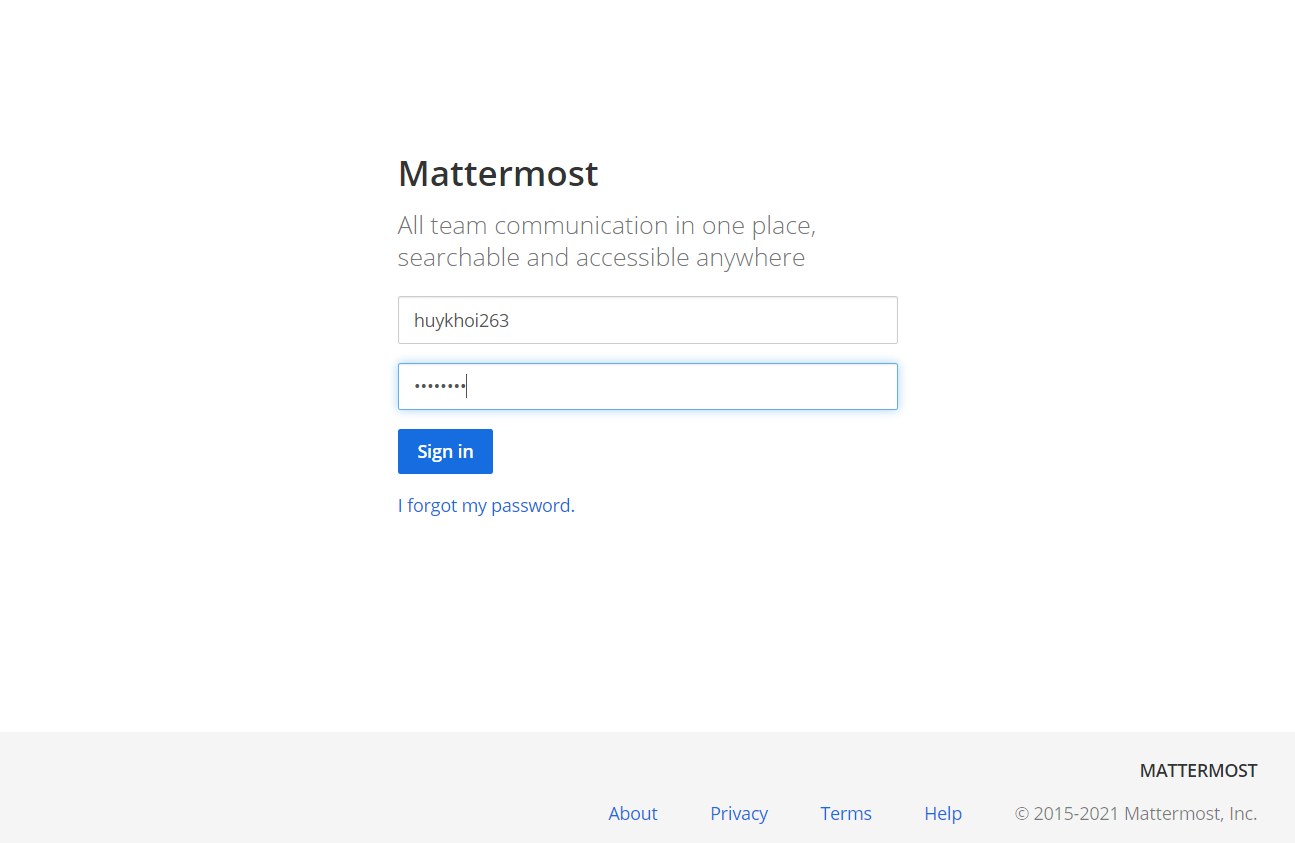 Mattermost
All team communication in one place,
searchable and accessible anywhere
huykhoi263
••••••••
Sign in
I forgot my password.
MATTERMOST
About Privacy Terms Help © 2015-2021 Mattermost, Inc.